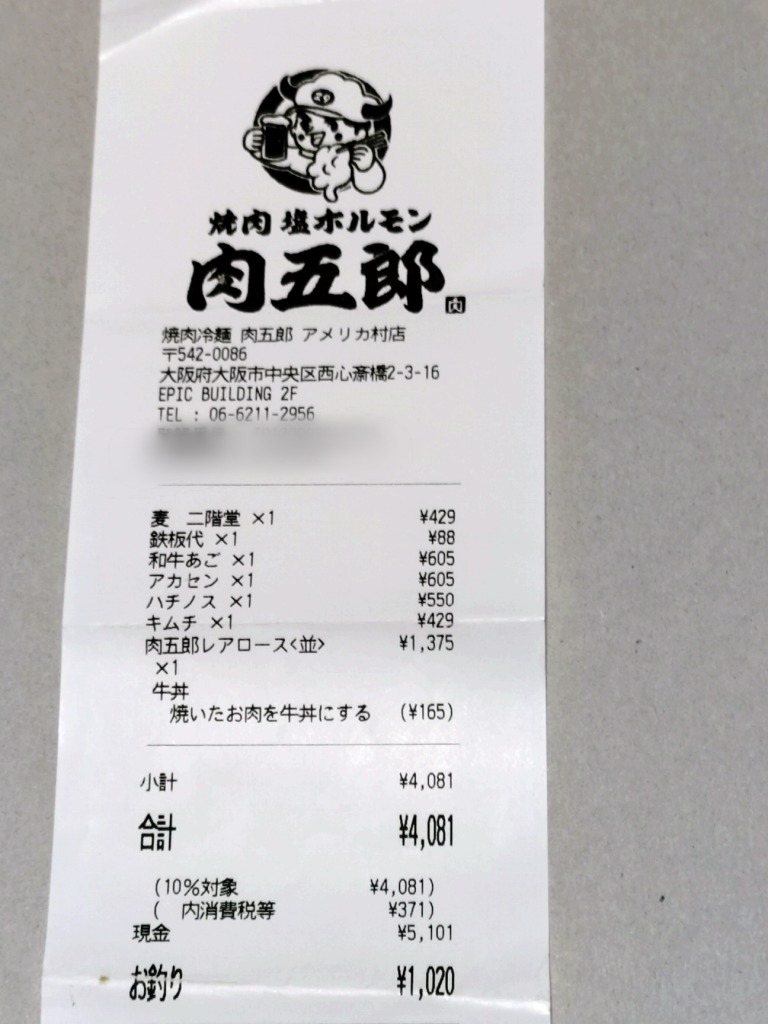 焼肉 塩ホルモン
肉五郎 肉
焼肉冷麺 肉五郎 アメリカ村店
〒542-0086
大阪府大阪市中央区西心斎橋2-3-16
EPIC BUILDING 2F
TEL : 06-6211-2956
麦 二階堂 ×1 ¥429
鉄板代 ×1 ¥88
和牛あご ×1 ¥605
アカセン ×1 ¥605
ハチノス ×1 ¥550
キムチ ×1 ¥429
肉五郎レアロース<並> ¥1,375
×1
牛丼
焼いたお肉を牛丼にする (¥165)
小計 ¥4,081
合計 ¥4,081
(10%対象 ¥4,081)
( 内消費税等 ¥371)
現金 ¥5,101
お釣り ¥1,020